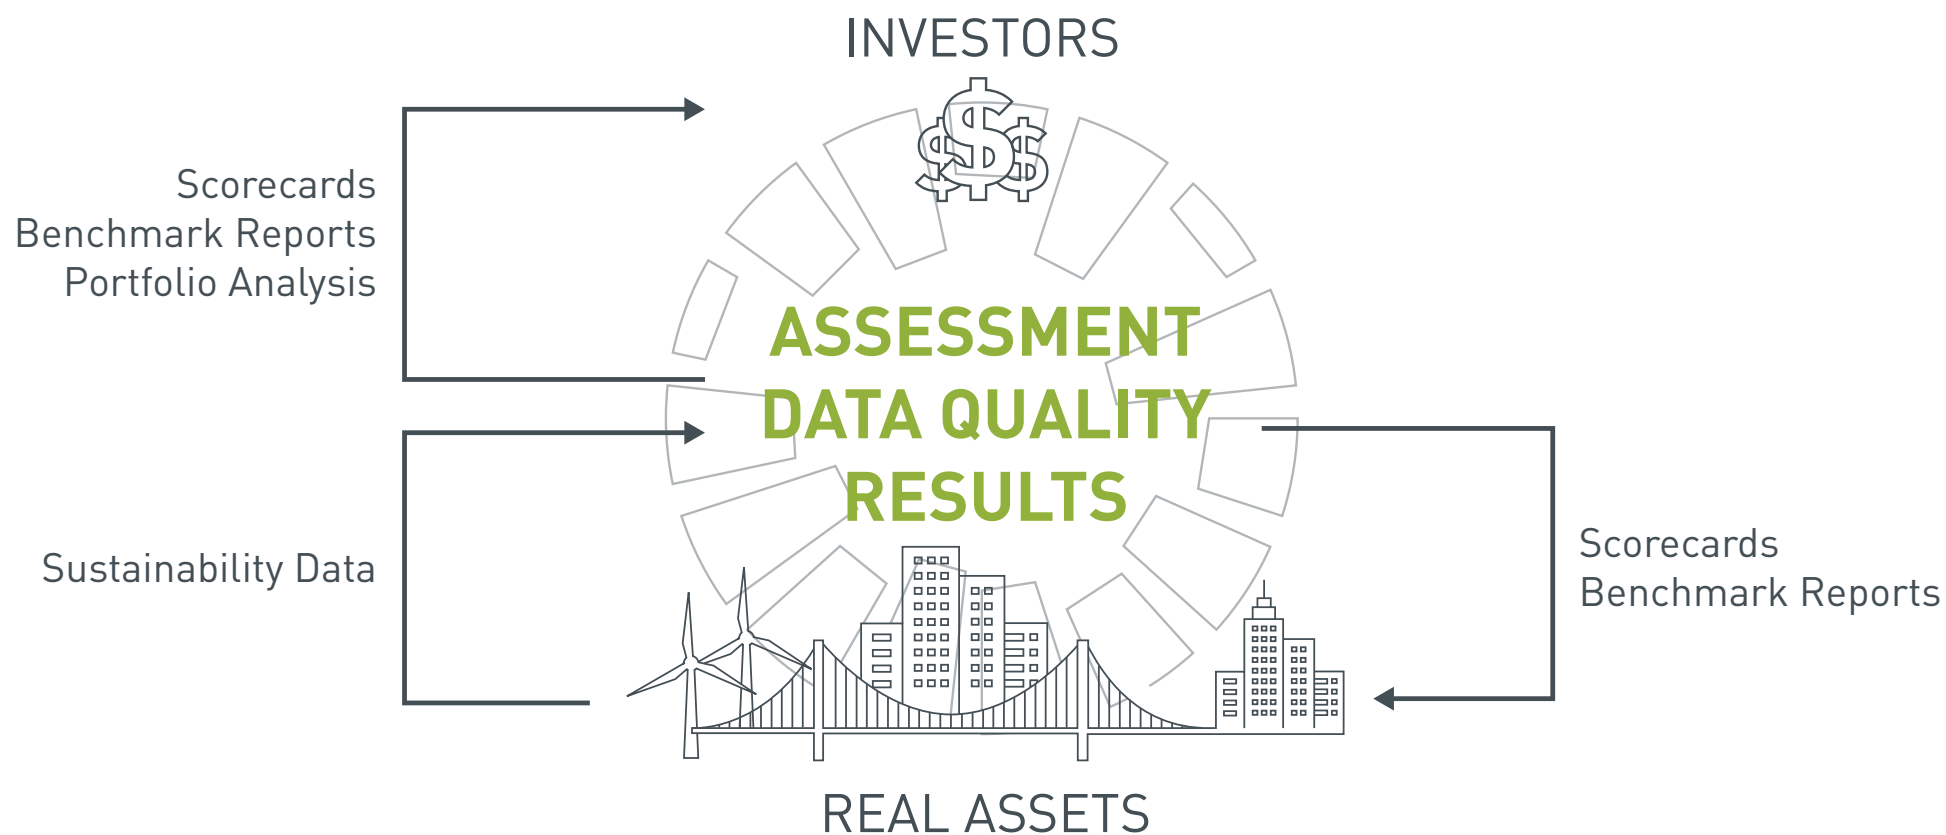 INVESTORS
Scorecards
Benchmark Reports
Portfolio Analysis
ASSESSMENT
DATA QUALITY
RESULTS
Sustainability Data
Scorecards
Benchmark Reports
REAL ASSETS